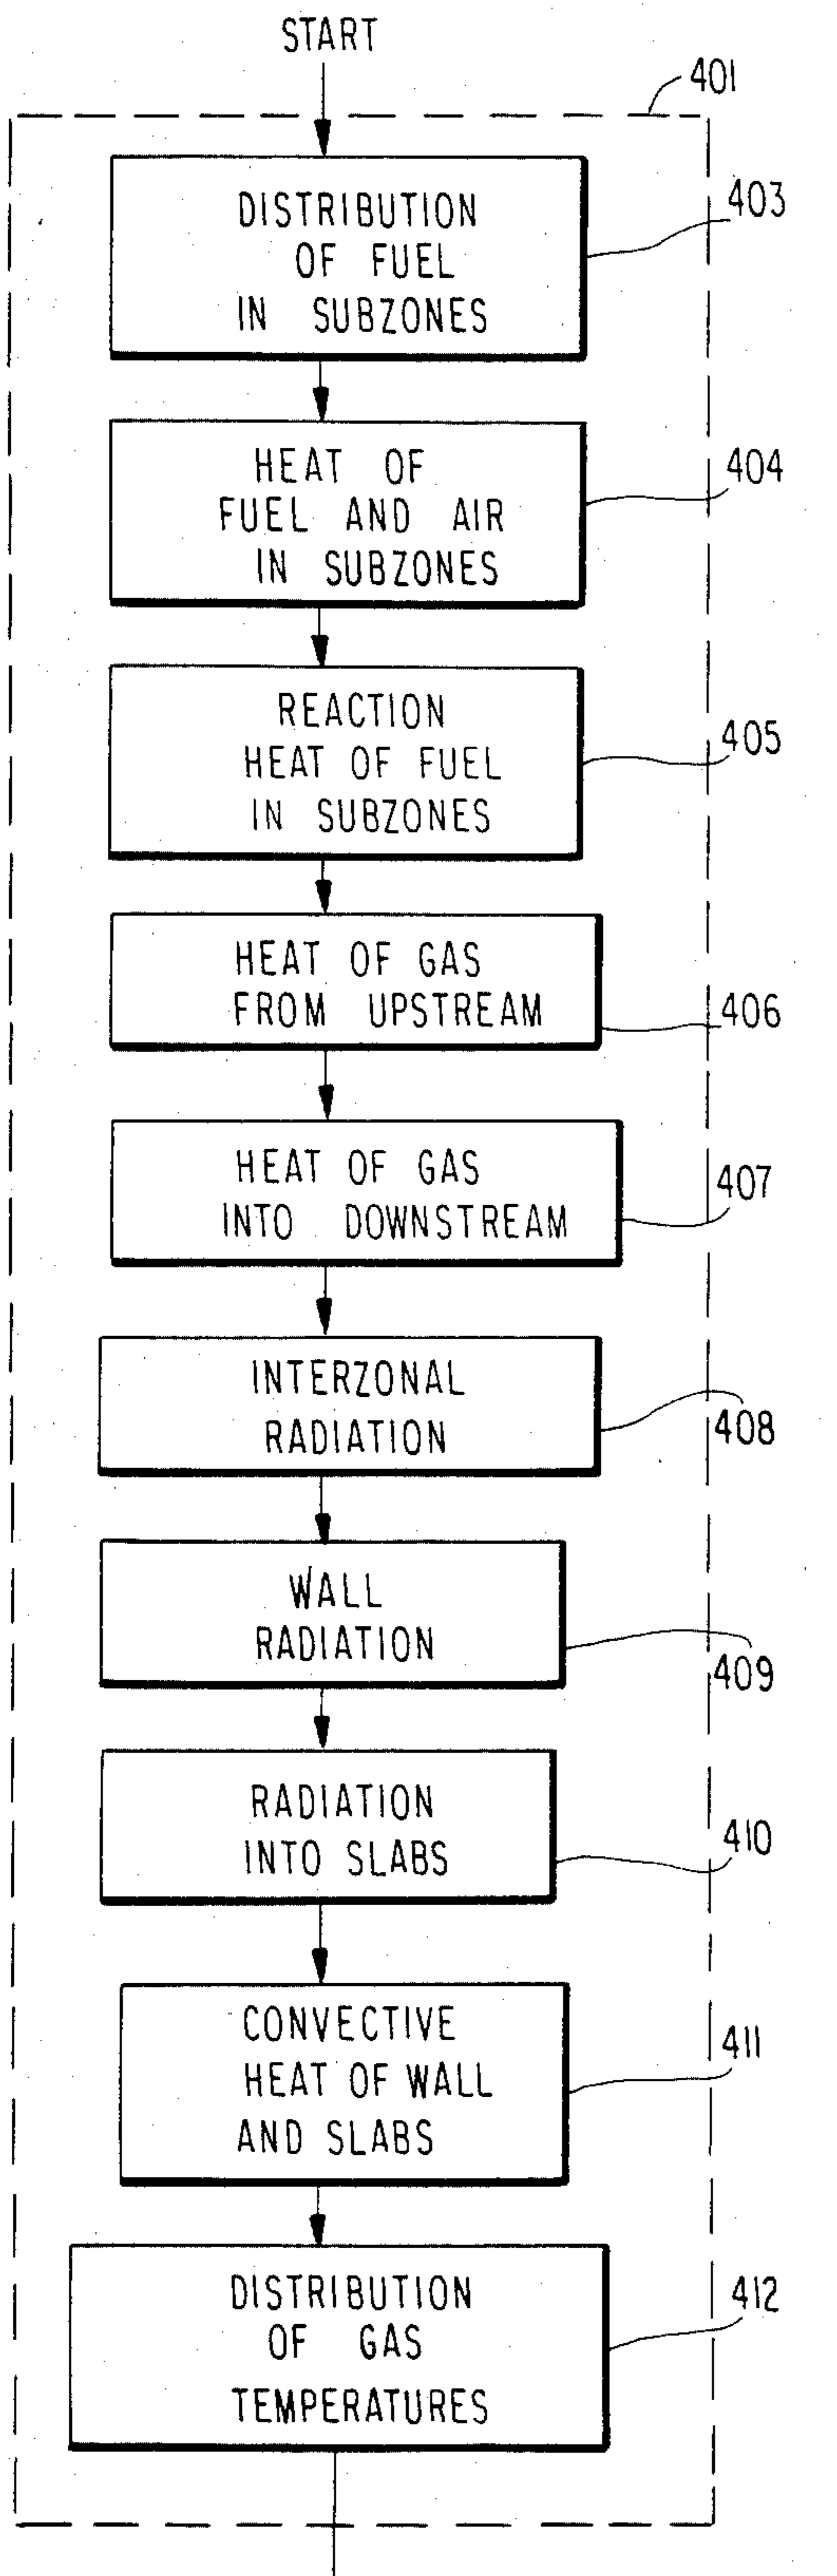 START
401
DISTRIBUTION
OF FUEL
IN SUBZONES
403
HEAT OF
FUEL AND AIR
IN SUBZONES
404
REACTION
HEAT OF FUEL
IN SUBZONES
405
HEAT OF GAS
FROM UPSTREAM
406
HEAT OF GAS
INTO DOWNSTREAM
407
INTERZONAL
RADIATION
408
WALL
RADIATION
409
RADIATION
INTO SLABS
410
CONVECTIVE
HEAT OF WALL
AND SLABS
411
DISTRIBUTION
OF GAS
TEMPERATURES
412